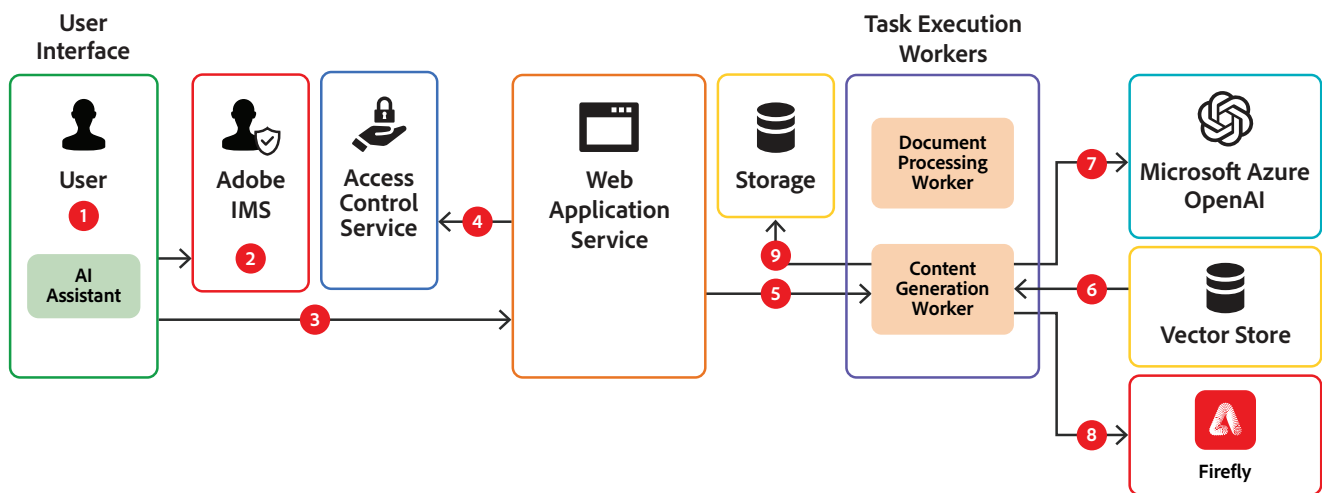 User
Interface
User
1
AI
Assistant
Adobe
IMS
2
Access
Control
Service
3
4
Web
Application
Service
Storage
9
5
Task Execution
Workers
Document
Processing
Worker
Content
Generation
Worker
7
Microsoft Azure
OpenAI
6
Vector Store
8
Firefly